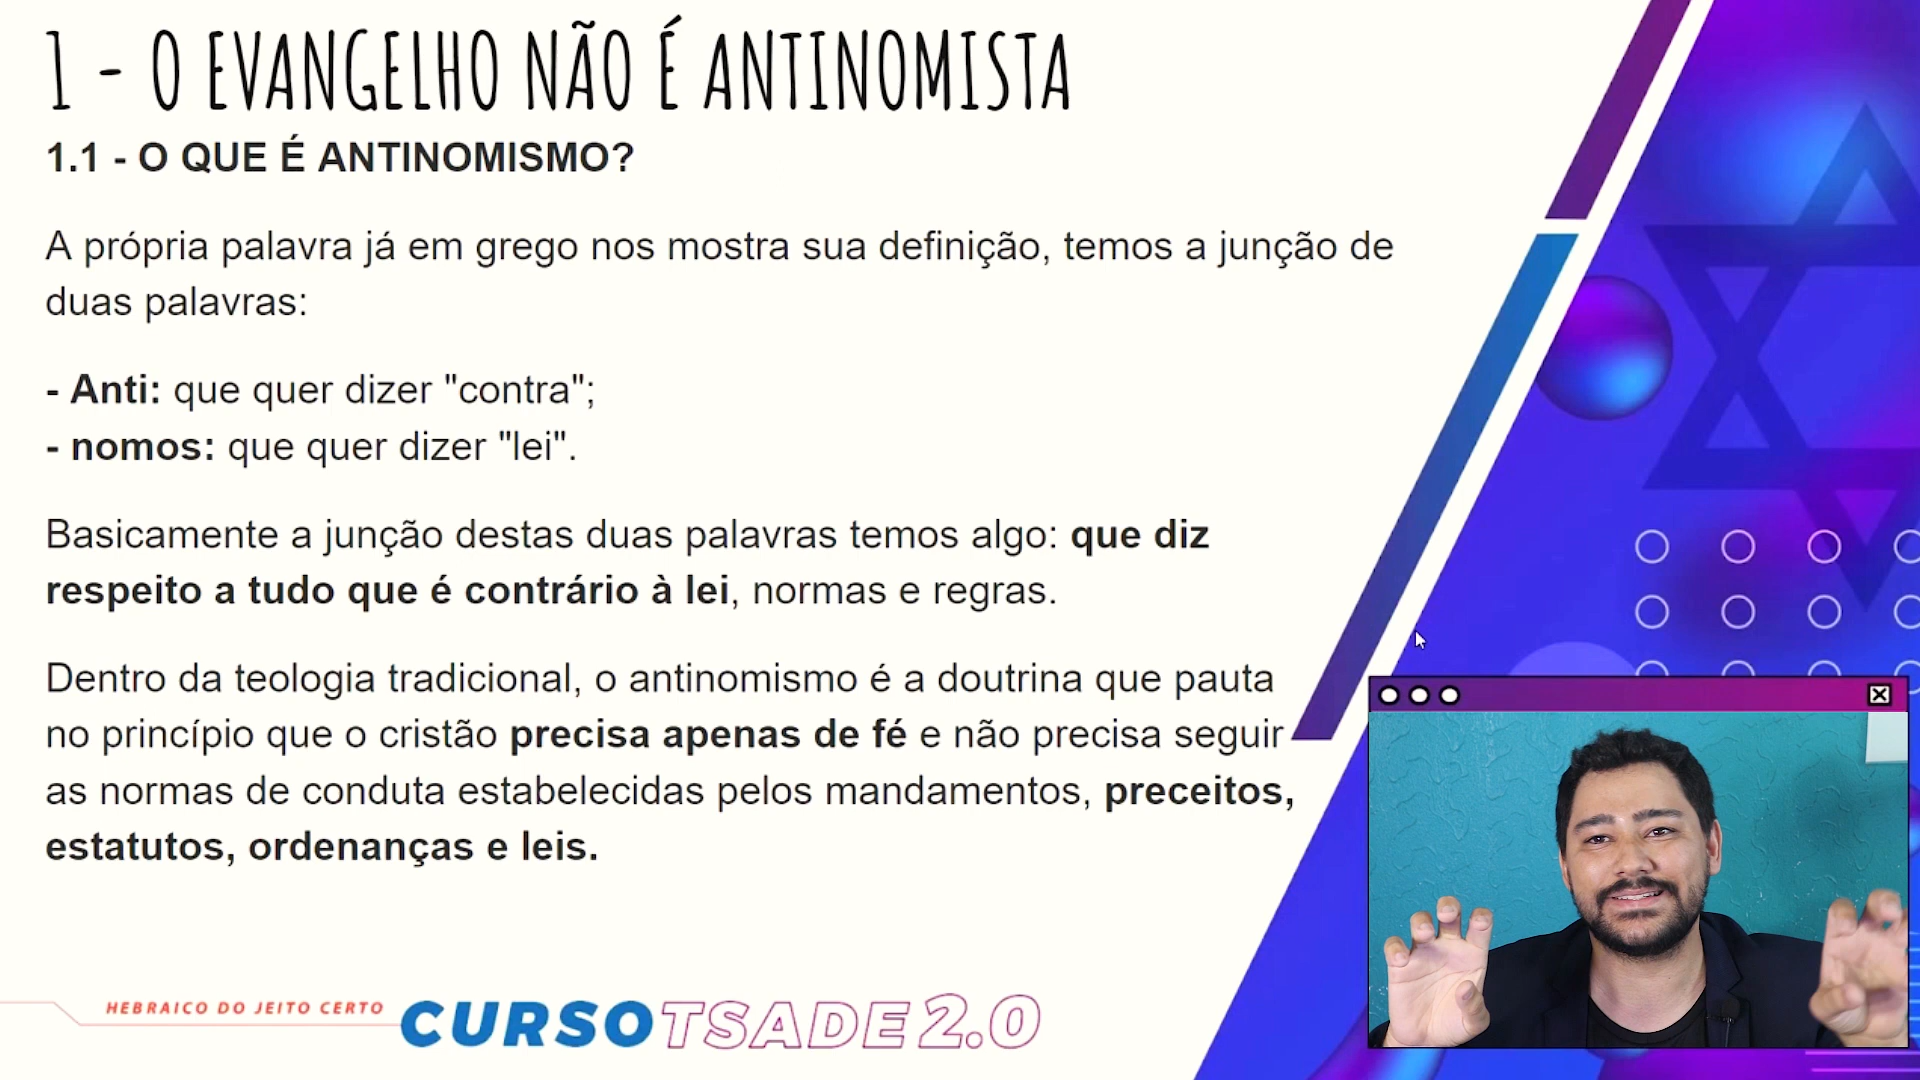 1 - O EVANGELHO NÃO É ANTINOMISTA
1.1 - O QUE É ANTINOMISMO?
A própria palavra já em grego nos mostra sua definição, temos a junção de
duas palavras:
- Anti: que quer dizer "contra";
- nomos: que quer dizer "lei".
Basicamente a junção destas duas palavras temos algo: que diz
respeito a tudo que é contrário à lei, normas e regras.
Dentro da teologia tradicional, o antinomismo é a doutrina que pauta
no princípio que o cristão precisa apenas de fé e não precisa seguir
as normas de conduta estabelecidas pelos mandamentos, preceitos,
estatutos, ordenanças e leis.
HEBRAICO DO JEITO CERTO
CURSO TSADE 2.0